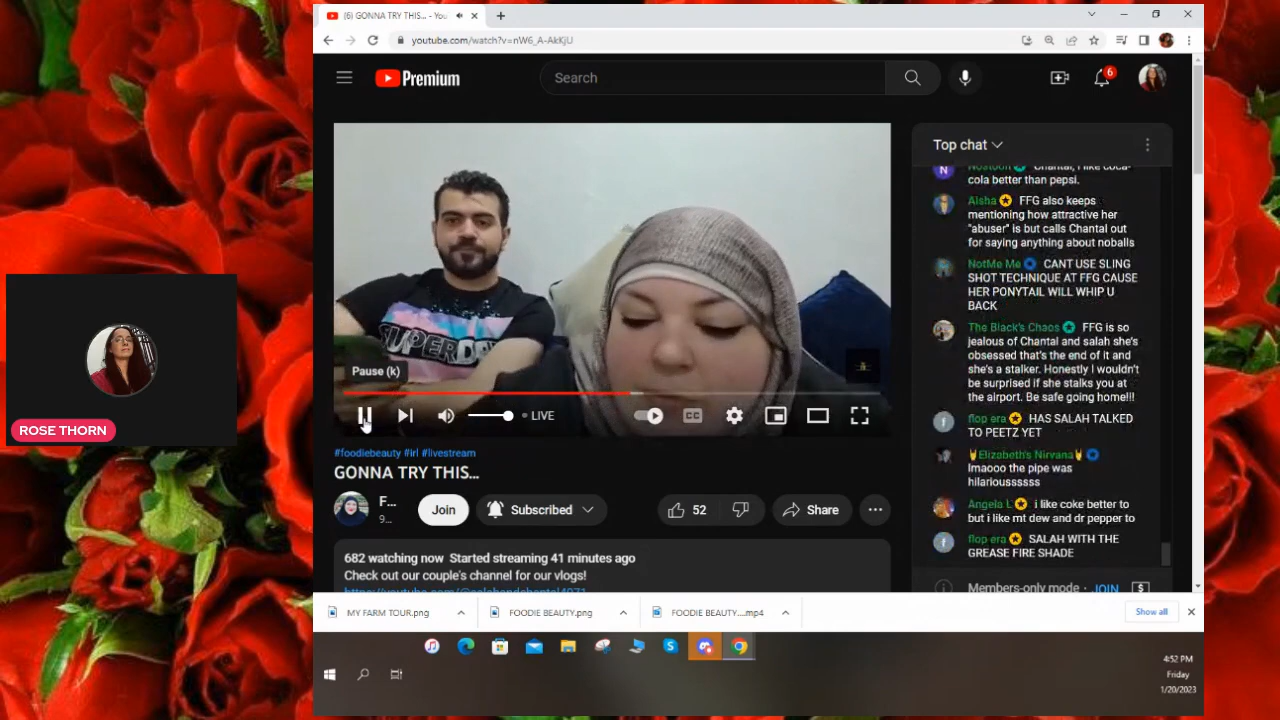 (6) GONNA TRY THIS... - You
youtube.com/watch?v=nW6_A-AkKjU
Premium
Search
6
Top chat
cola better than pepsi.
Aisha FFG also keeps
mentioning how attractive her
"abuser" is but calls Chantal out
for saying anything about noballs
NotMe Me CANT USE SLING
SHOT TECHNIQUE AT FFG CAUSE
HER PONYTAIL WILL WHIP U
BACK
The Black's Chaos FFG is so
jealous of Chantal and salah she's
obsessed that's the end of it and
she's a stalker. Honestly I wouldn't
be surprised if she stalks you at
the airport. Be safe going home!!!
flop era HAS SALAH TALKED
TO PEETZ YET
🤘Elizabeth's Nirvana🤘
lmaooo the pipe was
hilariousssss
Angela L i like coke better to
but i like mt dew and dr pepper to
flop era SALAH WITH THE
GREASE FIRE SHADE
Members-only mode JOIN
SUPERD
Pause (k)
LIVE
CC
#foodiebeauty #irl #livestream
GONNA TRY THIS...
F...
9...
Join
Subscribed
52
Share
682 watching now Started streaming 41 minutes ago
Check out our couple's channel for our vlogs!
ROSE THORN
MY FARM TOUR.png
FOODIE BEAUTY.png
FOODIE BEAUTY....mp4
Show all
4:52 PM
Friday
1/20/2023